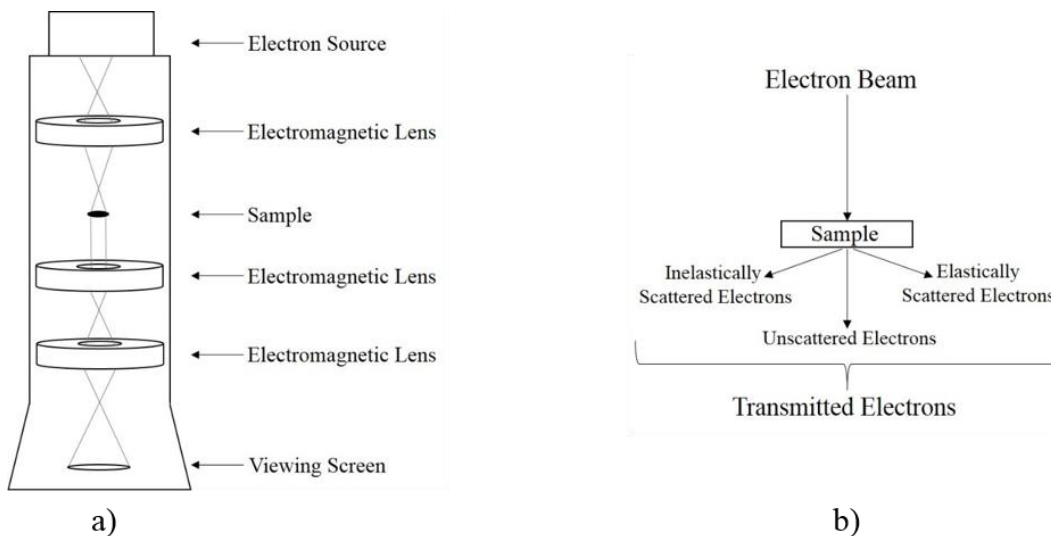 Electron Source
Electromagnetic Lens
Sample
Electromagnetic Lens
Electromagnetic Lens
Viewing Screen
a)
Electron Beam
Sample
Inelastically
Scattered Electrons
Elastically
Scattered Electrons
Unscattered Electrons
Transmitted Electrons
b)